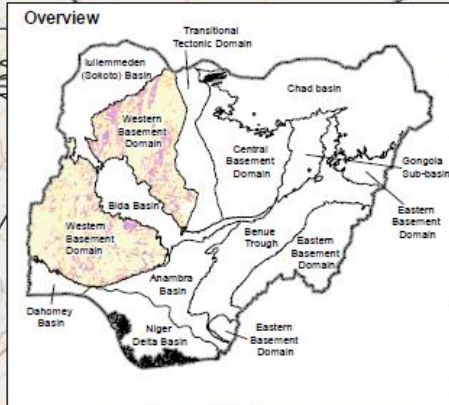 Overview
Transitional
Tectonic Domain
Iullemmeden
(Sokoto) Basin
Chad basin
Western
Basement
Domain
Central
Basement
Domain
Gongola
Sub-basin
Bida Basin
Eastern
Basement
Domain
Western
Basement
Domain
Benue
Trough
Eastern
Basement
Domain
Anambra
Basin
Dahomey
Basin
Niger
Delta Basin
Eastern
Basement
Domain